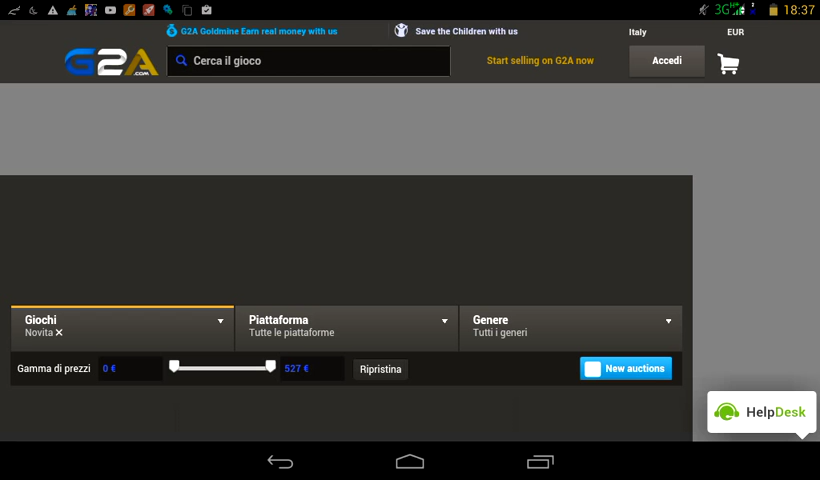 3G H+ 18:37
G2A Goldmine Earn real money with us
Save the Children with us
Italy
EUR
G2A.COM
Cerca il gioco
Start selling on G2A now
Accedi
Giochi
Novita ✕
Piattaforma
Tutte le piattaforme
Genere
Tutti i generi
Gamma di prezzi
0 €
527 €
Ripristina
New auctions
HelpDesk